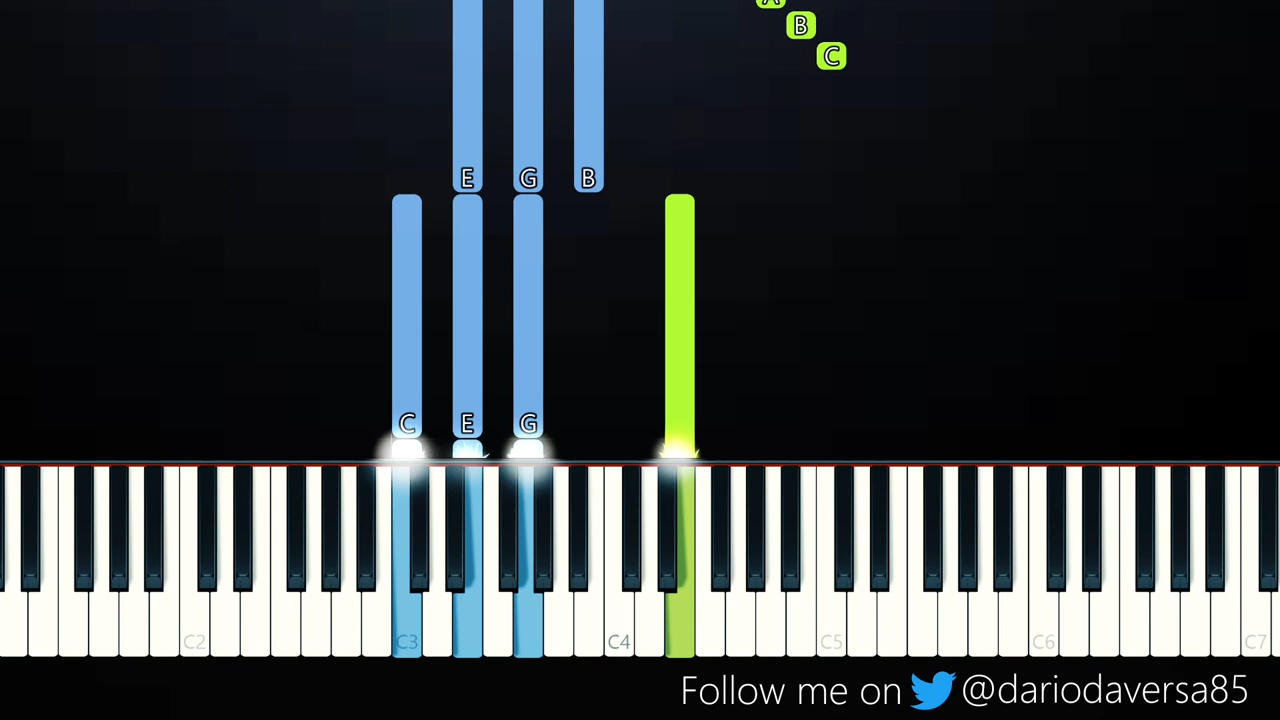 A
B
C
E G B
C E G
C2 C3 C4 C5 C6 C7
Follow me on @dariodaversa85